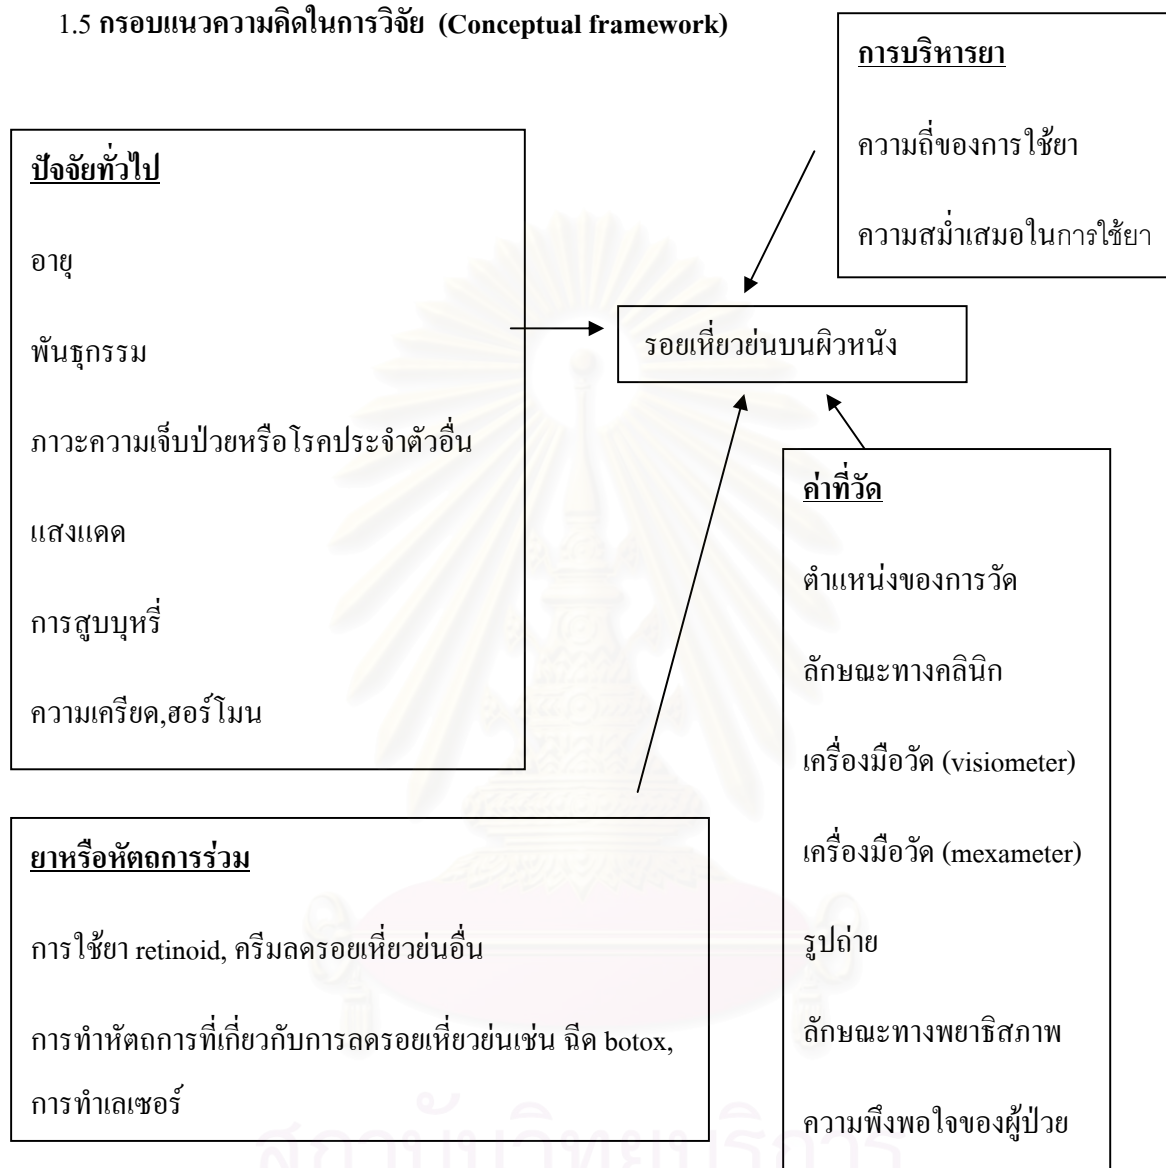 1.5 กรอบแนวความคิดในการวิจัย (Conceptual framework)
การบริหารยา
ความถี่ของการใช้ยา
ความสม่ำเสมอในการใช้ยา
ปัจจัยทั่วไป
อายุ
พันธุกรรม
ภาวะความเจ็บป่วยหรือโรคประจำตัวอื่น
แสงแดด
การสูบบุหรี่
ความเครียด,ฮอร์โมน
รอยเหี่ยวย่นบนผิวหนัง
ค่าที่วัด
ตำแหน่งของการวัด
ลักษณะทางคลินิก
เครื่องมือวัด (visiometer)
เครื่องมือวัด (mexameter)
รูปถ่าย
ลักษณะทางพยาธิสภาพ
ความพึงพอใจของผู้ป่วย
ยาหรือหัตถการร่วม
การใช้ยา retinoid, ครีมลดรอยเหี่ยวย่นอื่น
การทำหัตถการที่เกี่ยวกับการลดรอยเหี่ยวย่นเช่น ฉีด botox,
การทำเลเซอร์
สถาบันวิทยบริการ